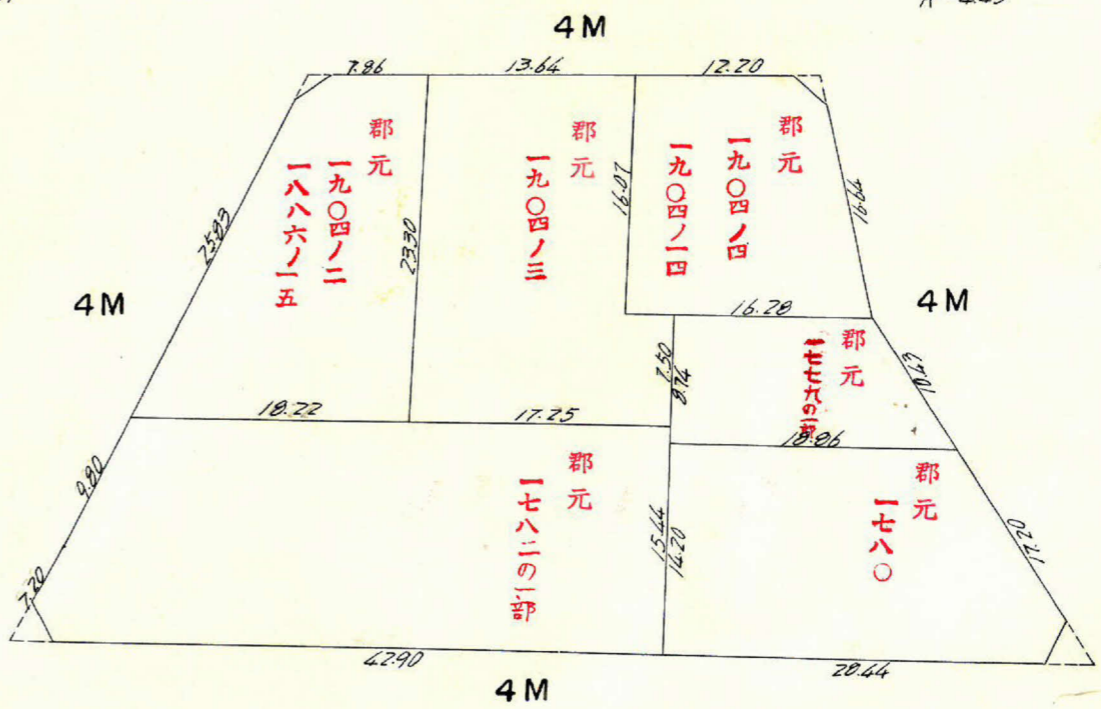 4M
7.86
13.64
12.20
郡元
一九〇四ノ二
一八八六ノ一五
郡元
一九〇四ノ三
郡元
一九〇四ノ四
一九〇四ノ一四
25.83
23.30
16.07
16.64
4M
4M
16.28
郡元
一七七九の一部
7.50
8.74
10.43
18.22
17.25
18.86
郡元
一七八二の一部
郡元
一七八〇
9.80
15.44
14.20
17.20
7.20
42.90
28.44
4M